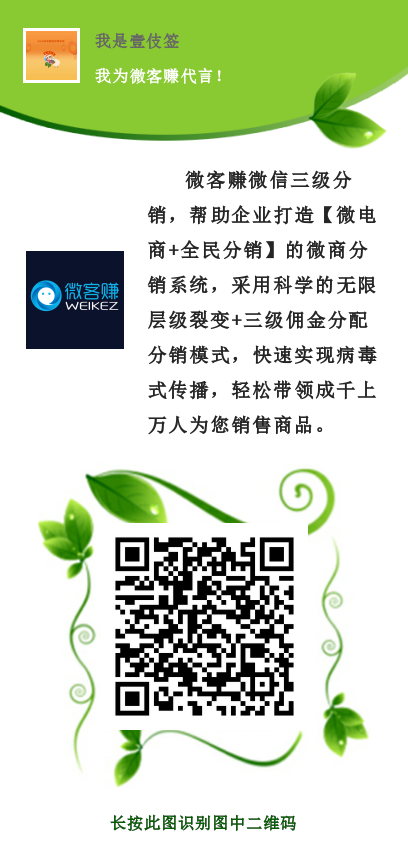 我是壹伎签
我为微客赚代言！
微客赚微信三级分
销，帮助企业打造【微电
商+全民分销】的微商分
销系统，采用科学的无限
层级裂变+三级佣金分配
分销模式，快速实现病毒
式传播，轻松带领成千上
万人为您销售商品。
微客赚
WEIKEZ
长按此图识别图中二维码